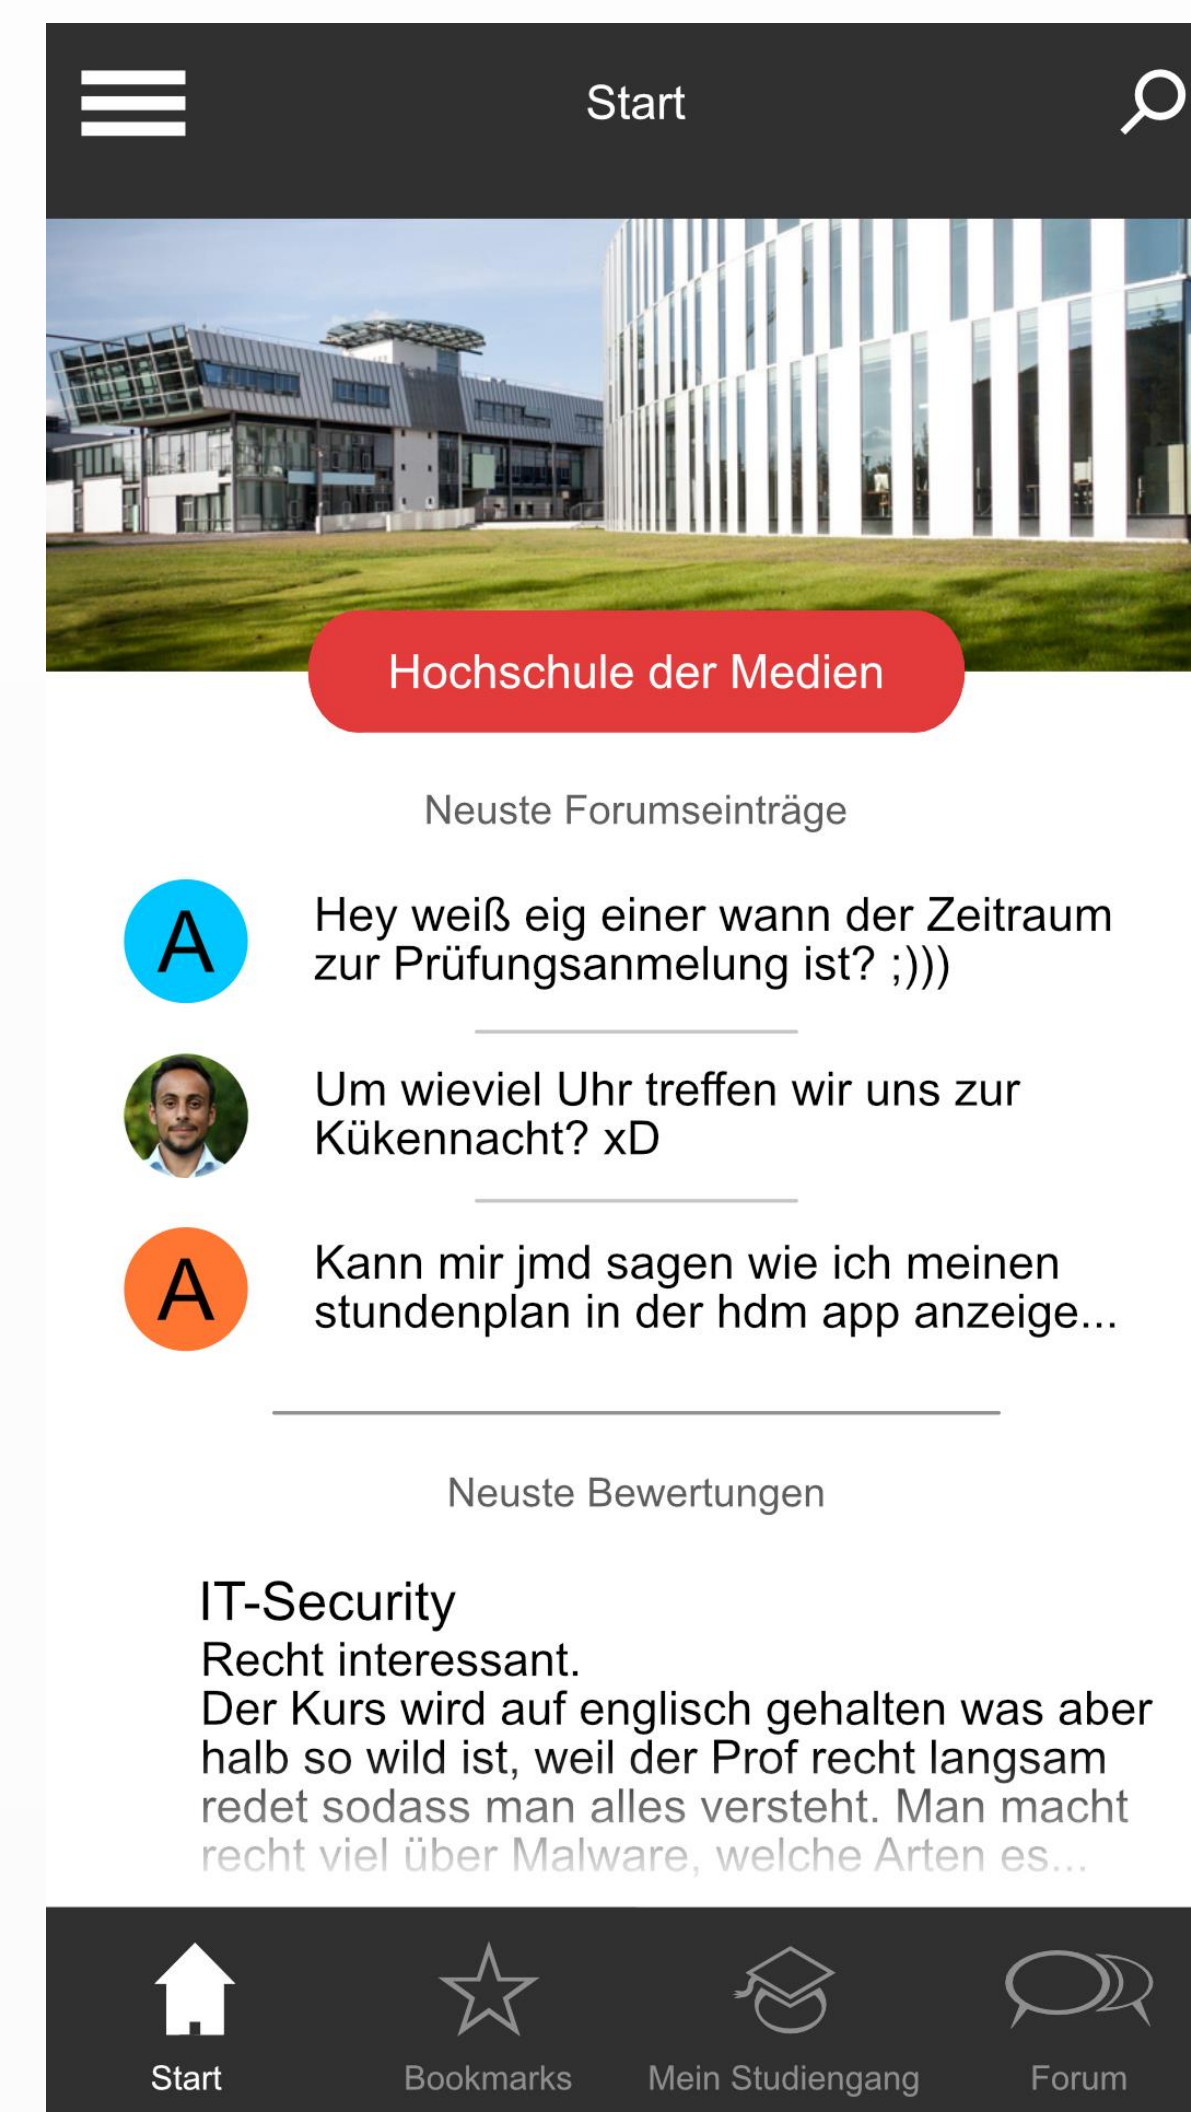 Start
Hochschule der Medien
Neuste Forumseinträge
A
Hey weiß eig einer wann der Zeitraum
zur Prüfungsanmelung ist? ;)))
Um wieviel Uhr treffen wir uns zur
Kükennacht? xD
A
Kann mir jmd sagen wie ich meinen
stundenplan in der hdm app anzeige...
Neuste Bewertungen
IT-Security
Recht interessant.
Der Kurs wird auf englisch gehalten was aber
halb so wild ist, weil der Prof recht langsam
redet sodass man alles versteht. Man macht
recht viel über Malware, welche Arten es...
Start
Bookmarks
Mein Studiengang
Forum